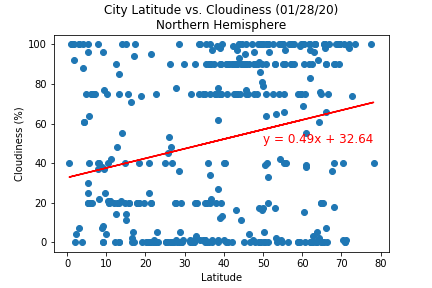 City Latitude vs. Cloudiness (01/28/20)
Northern Hemisphere
100
80
60
40
20
0
Cloudiness (%)
y = 0.49x + 32.64
0 10 20 30 40 50 60 70 80
Latitude